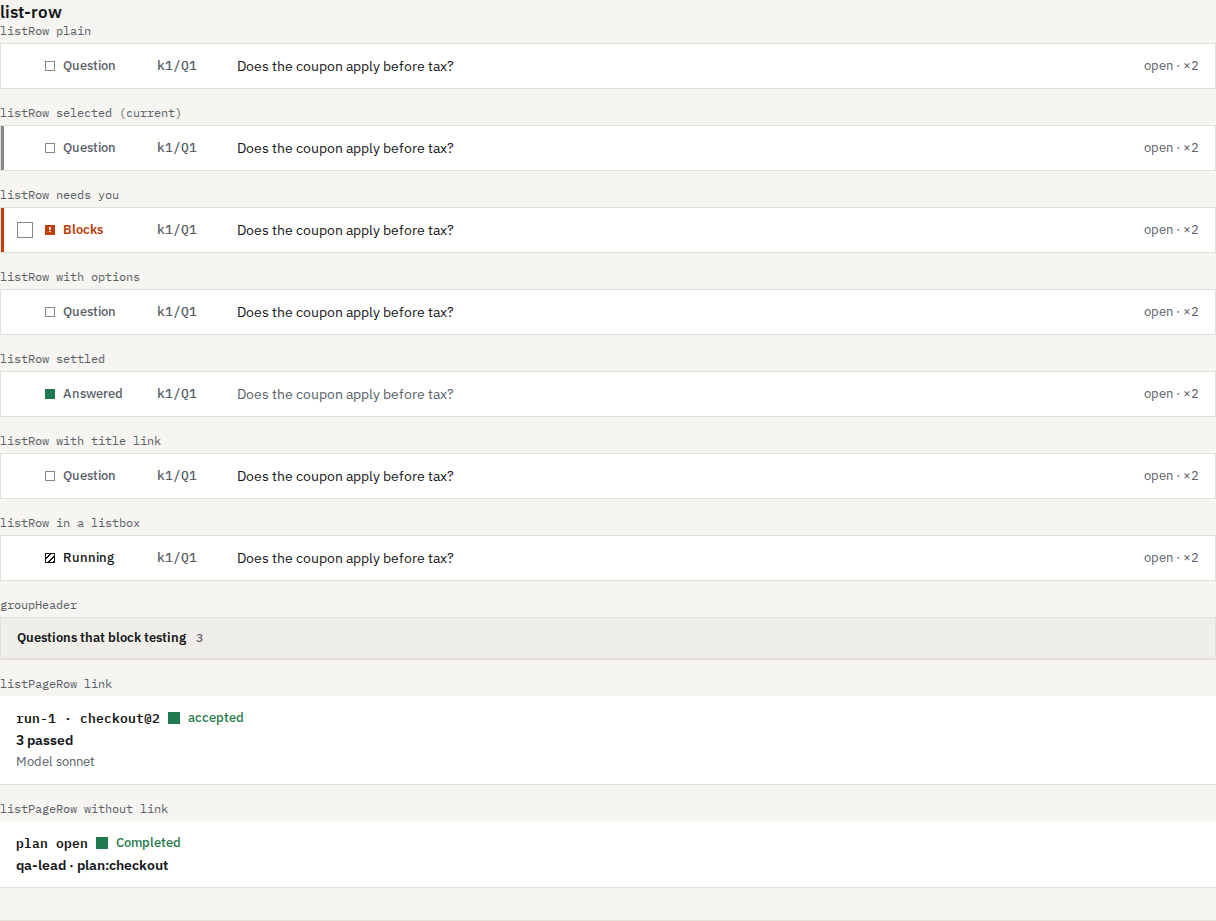 list-row
listRow plain
Question k1/Q1 Does the coupon apply before tax? open · ×2
listRow selected (current)
Question k1/Q1 Does the coupon apply before tax? open · ×2
listRow needs you
! Blocks k1/Q1 Does the coupon apply before tax? open · ×2
listRow with options
Question k1/Q1 Does the coupon apply before tax? open · ×2
listRow settled
Answered k1/Q1 Does the coupon apply before tax? open · ×2
listRow with title link
Question k1/Q1 Does the coupon apply before tax? open · ×2
listRow in a listbox
Running k1/Q1 Does the coupon apply before tax? open · ×2
groupHeader
Questions that block testing 3
listPageRow link
run-1 · checkout@2 accepted
3 passed
Model sonnet
listPageRow without link
plan open Completed
qa-lead · plan:checkout